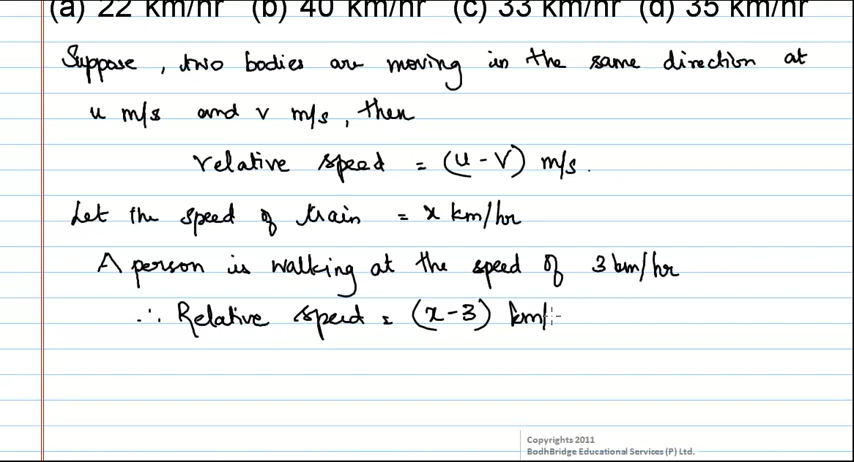 (a) 22 km/hr (b) 40 km/hr (c) 33 km/hr (d) 35 km/hr
Suppose, two bodies are moving in the same direction at
u m/s and v m/s, then
relative speed = (u - v) m/s.
Let the speed of train = x km/hr
A person is walking at the speed of 3 km/hr
∴ Relative speed = (x-3) km/
Copyrights 2011
BodhBridge Educational Services (P) Ltd.